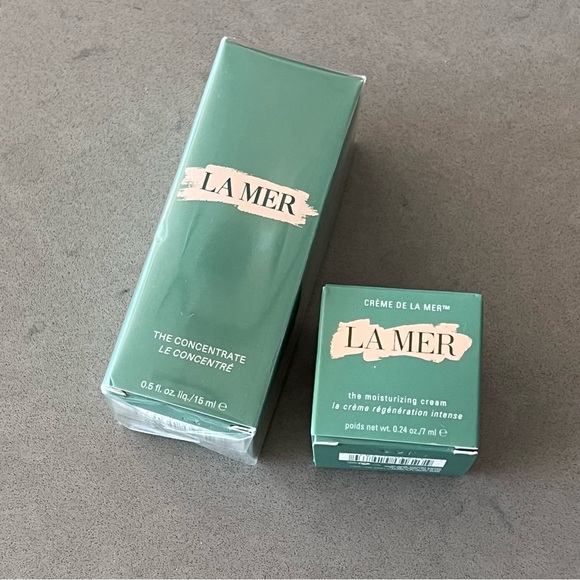 LA MER
THE CONCENTRATE
LE CONCENTRÉ
0.5 fl. oz. liq./15 ml ℮
CRÈME DE LA MER™
LA MER
the moisturizing cream
la crème régénération intense
poids net wt. 0.24 oz./7 ml ℮